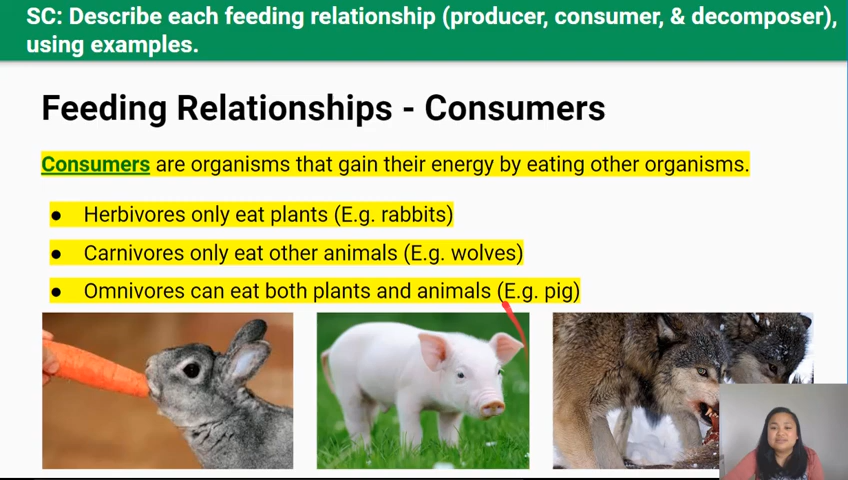 SC: Describe each feeding relationship (producer, consumer, & decomposer),
using examples.
Feeding Relationships - Consumers
Consumers are organisms that gain their energy by eating other organisms.
● Herbivores only eat plants (E.g. rabbits)
● Carnivores only eat other animals (E.g. wolves)
● Omnivores can eat both plants and animals (E.g. pig)